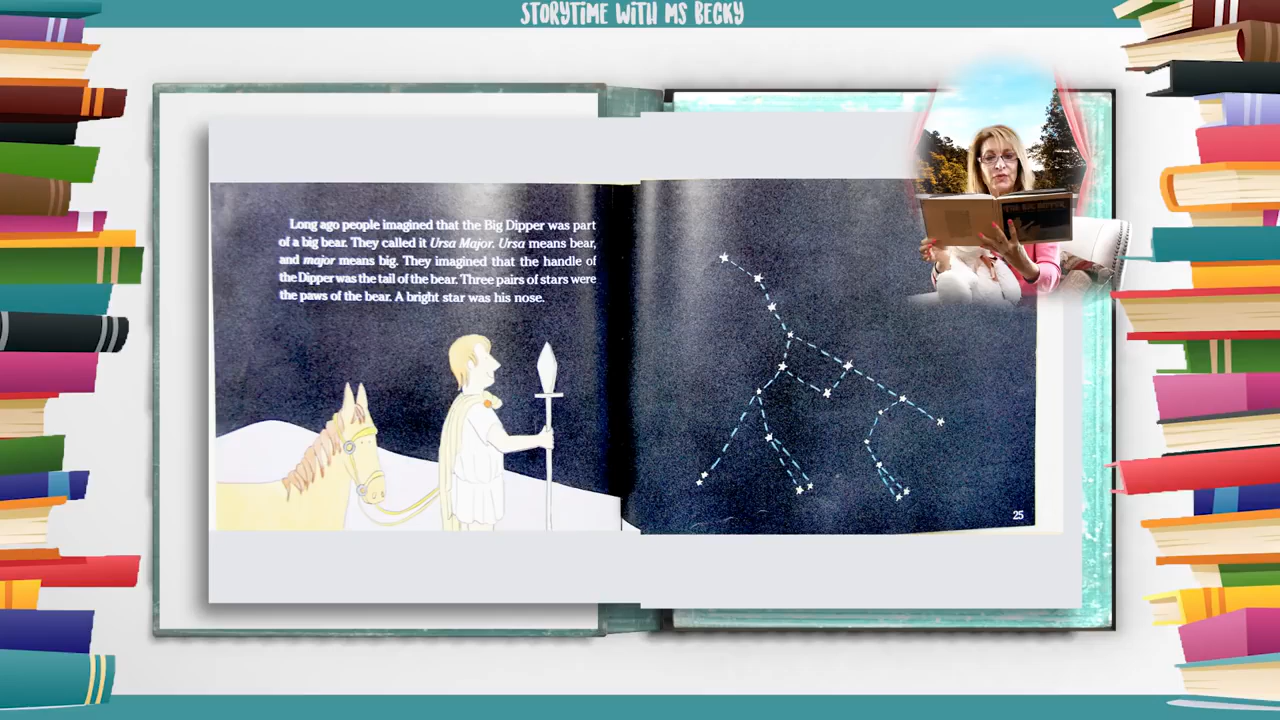 STORYTIME WITH MS BECKY
Long ago people imagined that the Big Dipper was part
of a big bear. They called it Ursa Major. Ursa means bear,
and major means big. They imagined that the handle of
the Dipper was the tail of the bear. Three pairs of stars were
the paws of the bear. A bright star was his nose.
THE BIG DIPPER
25